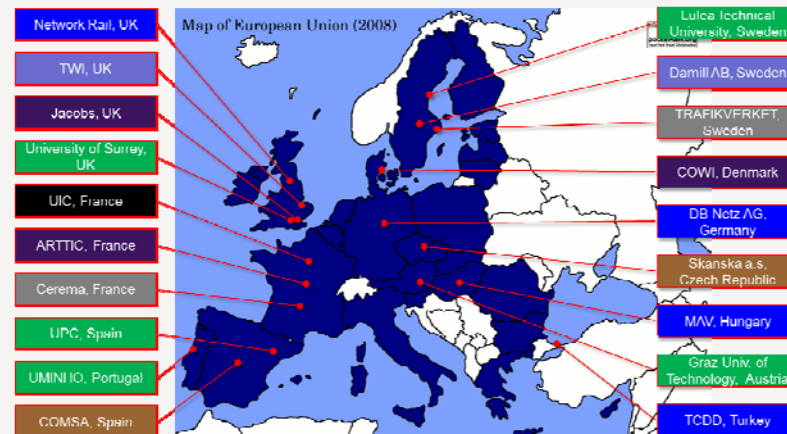 Network Rail, UK
TWI, UK
Jacobs, UK
University of Surrey,
UK
UIC, France
ARTTIC, France
Cerema, France
UPC, Spain
UMINHO, Portugal
COMSA, Spain
Map of European Union (2008)
Lulea Technical
University, Sweden
Damill AB, Sweden
TRAFIKVERKET,
Sweden
COWI, Denmark
DB Netz AG,
Germany
Skanska a.s,
Czech Republic
MAV, Hungary
Graz Univ. of
Technology, Austria
TCDD, Turkey